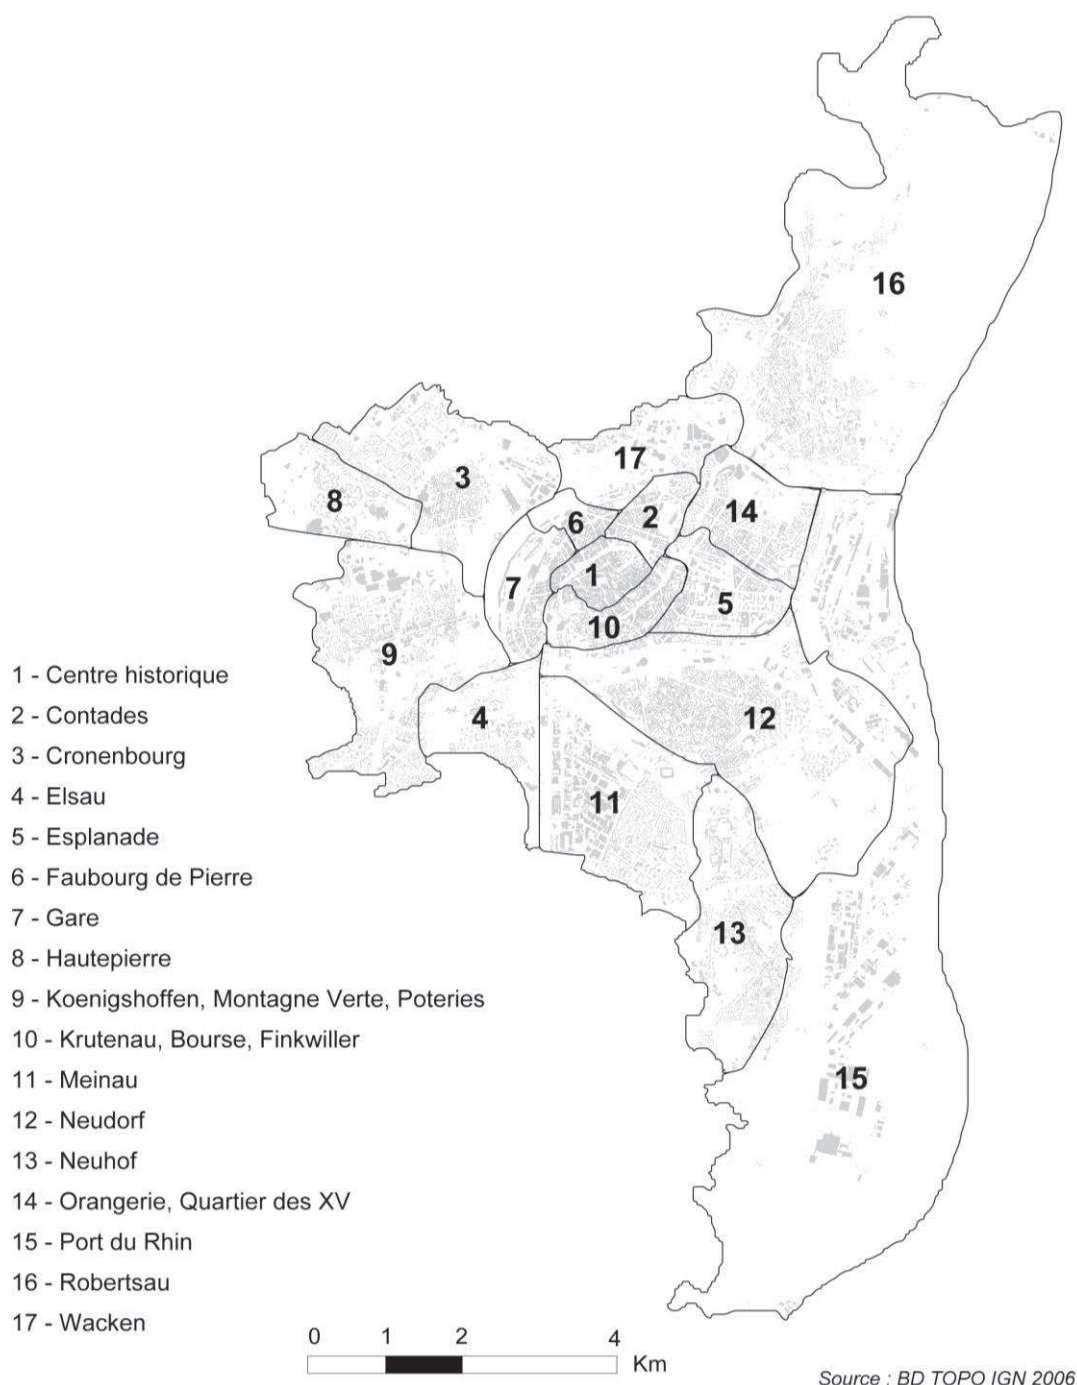 16
17
3
8
14
2
6
1
7
5
10
9
4
12
11
13
15
1 - Centre historique
2 - Contades
3 - Cronenbourg
4 - Elsau
5 - Esplanade
6 - Faubourg de Pierre
7 - Gare
8 - Hautepierre
9 - Koenigshoffen, Montagne Verte, Poteries
10 - Krutenau, Bourse, Finkwiller
11 - Meinau
12 - Neudorf
13 - Neuhof
14 - Orangerie, Quartier des XV
15 - Port du Rhin
16 - Robertsau
17 - Wacken
0 1 2 4
Km
Source : BD TOPO IGN 2006